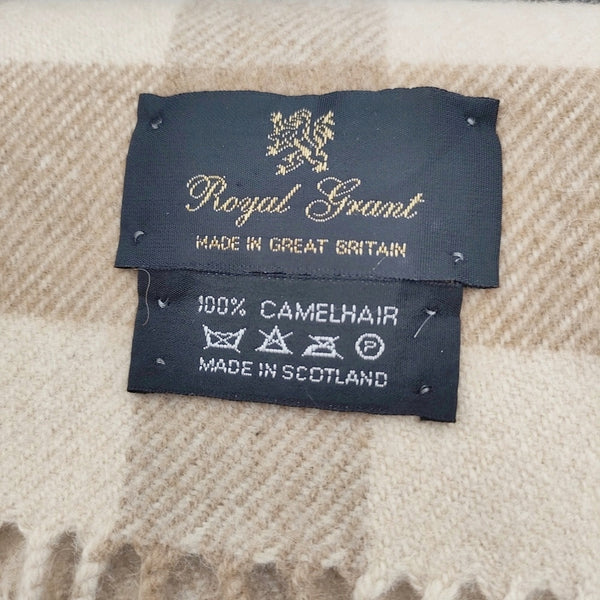 Royal Grant
MADE IN GREAT BRITAIN
100% CAMELHAIR
P
MADE IN SCOTLAND